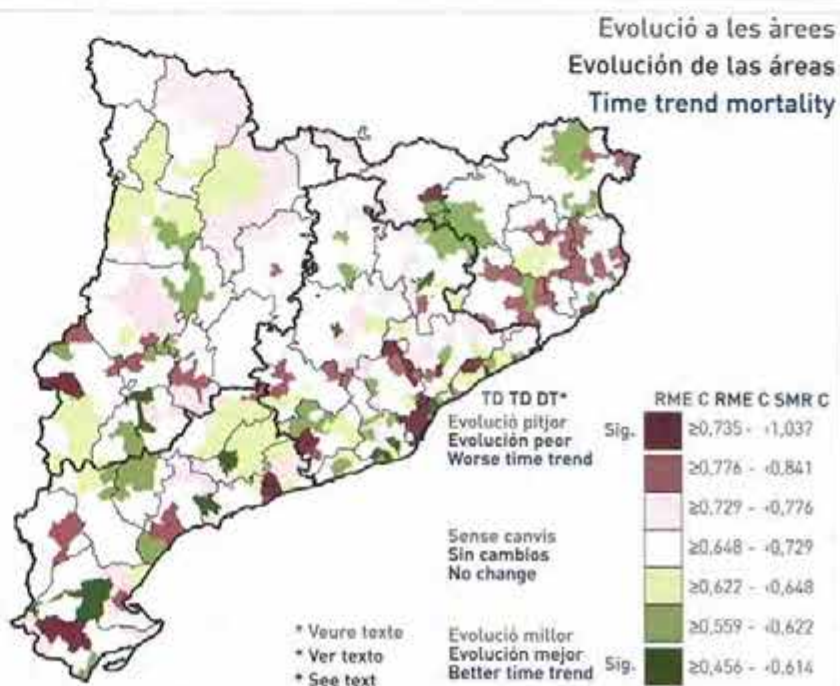 Evolució a les àrees
Evolución de las áreas
Time trend mortality
TD TD DT*
RME C RME C SMR C
Evolució pitjor
Evolución peor
Worse time trend
Sig.
≥0,735 - <1,037
≥0,776 - <0,841
≥0,729 - <0,776
Sense canvis
Sin cambios
No change
≥0,648 - <0,729
≥0,622 - <0,648
Evolució millor
Evolución mejor
Better time trend
≥0,559 - <0,622
Sig.
≥0,456 - <0,614
* Veure texte
* Ver texto
* See text